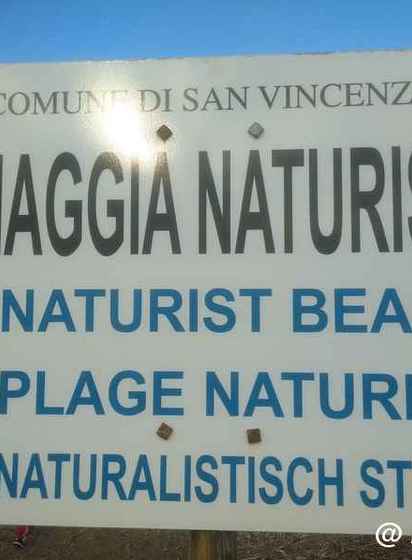 COMUNE DI SAN VINCENZ
IAGGIA NATURIS
NATURIST BEA
PLAGE NATURI
NATURALISTISCH ST
@